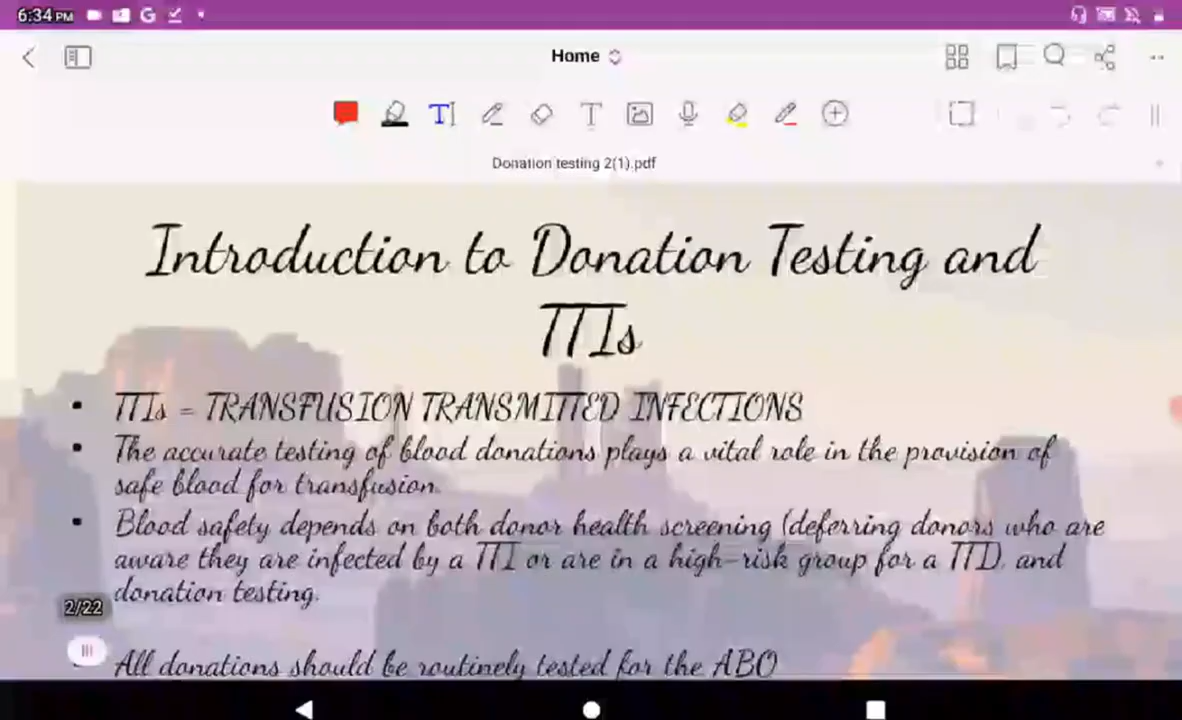 6:34 PM
Home
Donation testing 2(1).pdf
Introduction to Donation Testing and
TTIs
• TTIs = TRANSFUSION TRANSMITTED INFECTIONS
• The accurate testing of blood donations plays a vital role in the provision of
safe blood for transfusion.
• Blood safety depends on both donor health screening (deferring donors who are
aware they are infected by a TTI or are in a high-risk group for a TTI), and
donation testing.
2/22
All donations should be routinely tested for the ABO